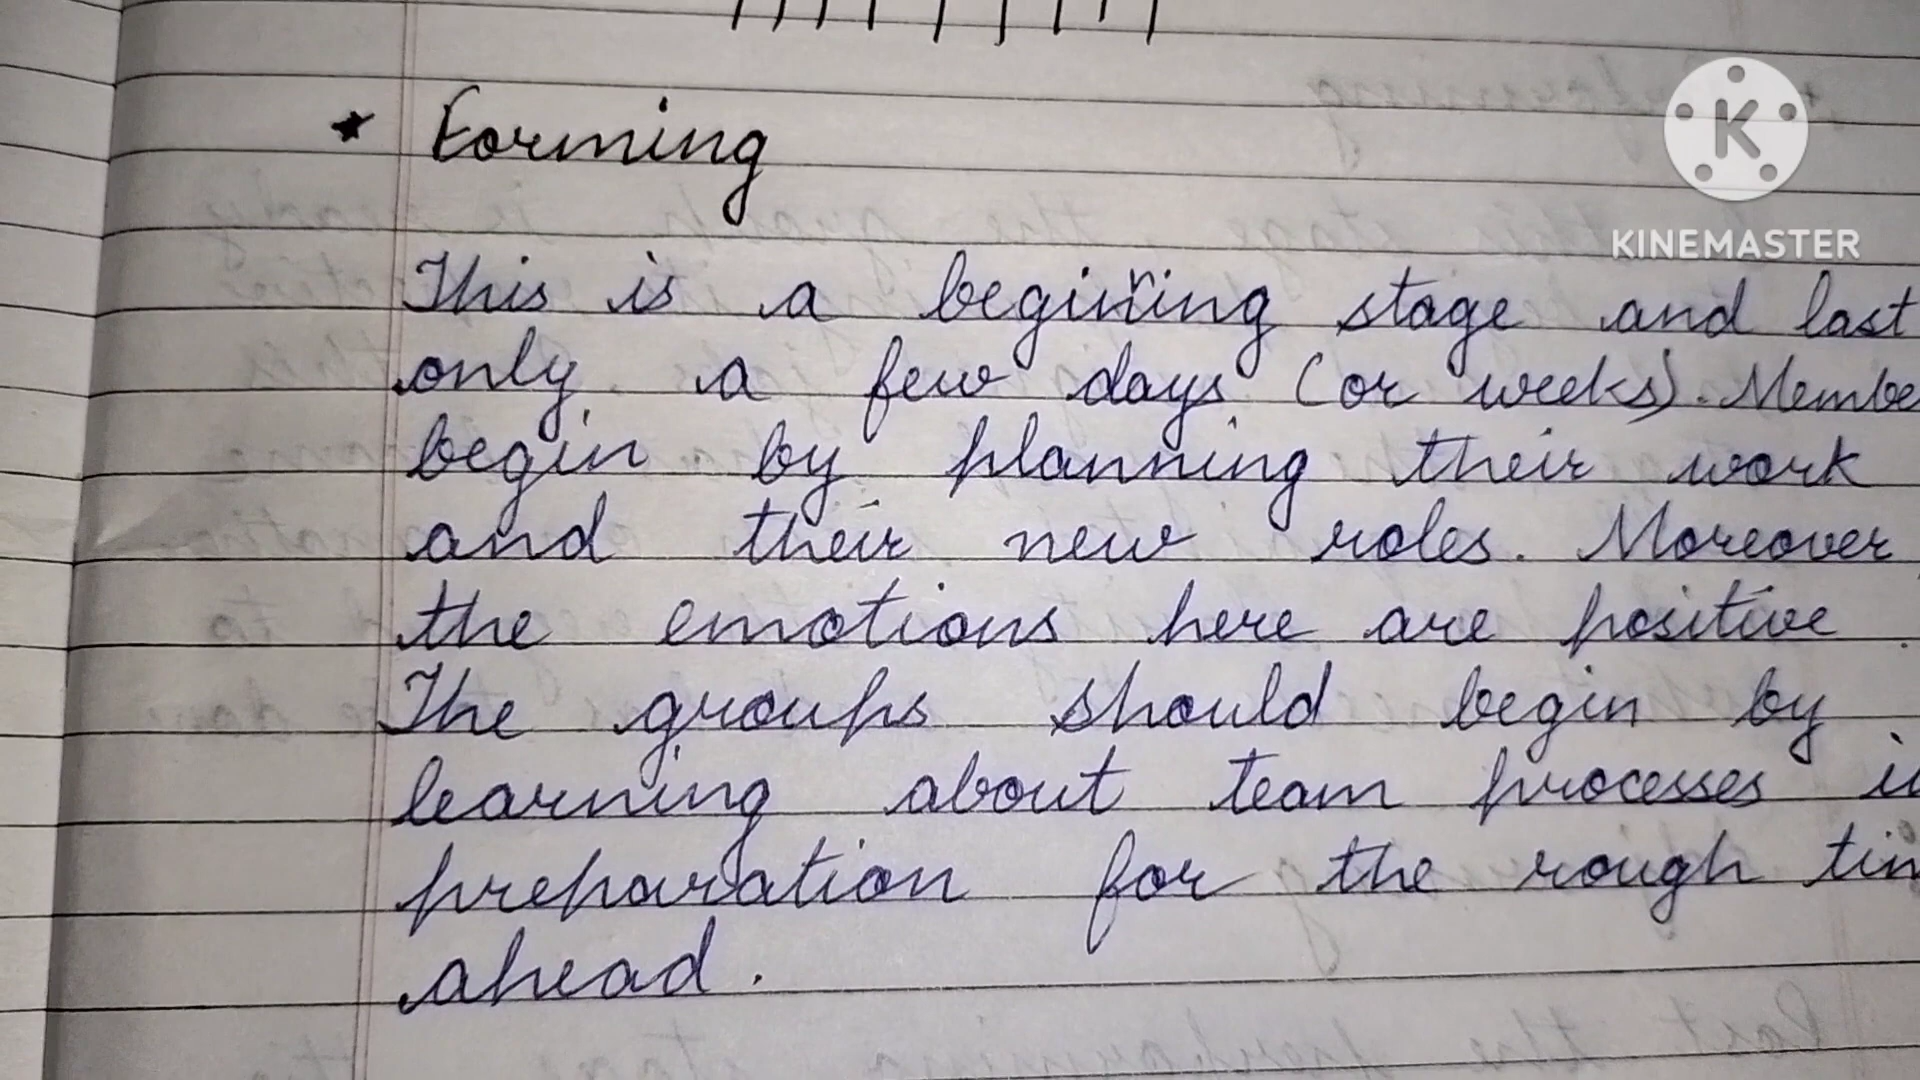 * Forming
KINEMASTER
This is a beginning stage and last
only a few days (or weeks). Membe
begin by planning their work
and their new roles. Moreover,
the emotions here are positive.
The groups should begin by
learning about team processes
preparation for the rough
ahead.